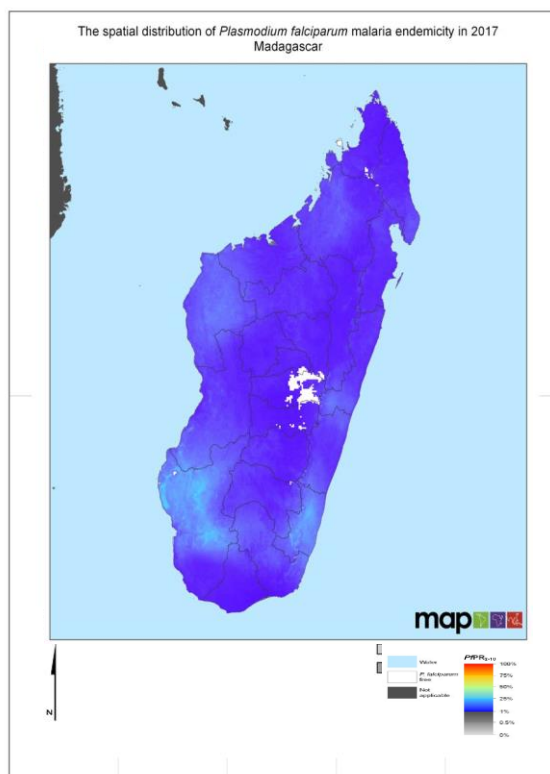 The spatial distribution of Plasmodium falciparum malaria endemicity in 2017
Madagascar
map
N
Water
P. falciparum
free
Not
applicable
PfPR2-10
100%
75%
50%
25%
1%
0.5%
0%